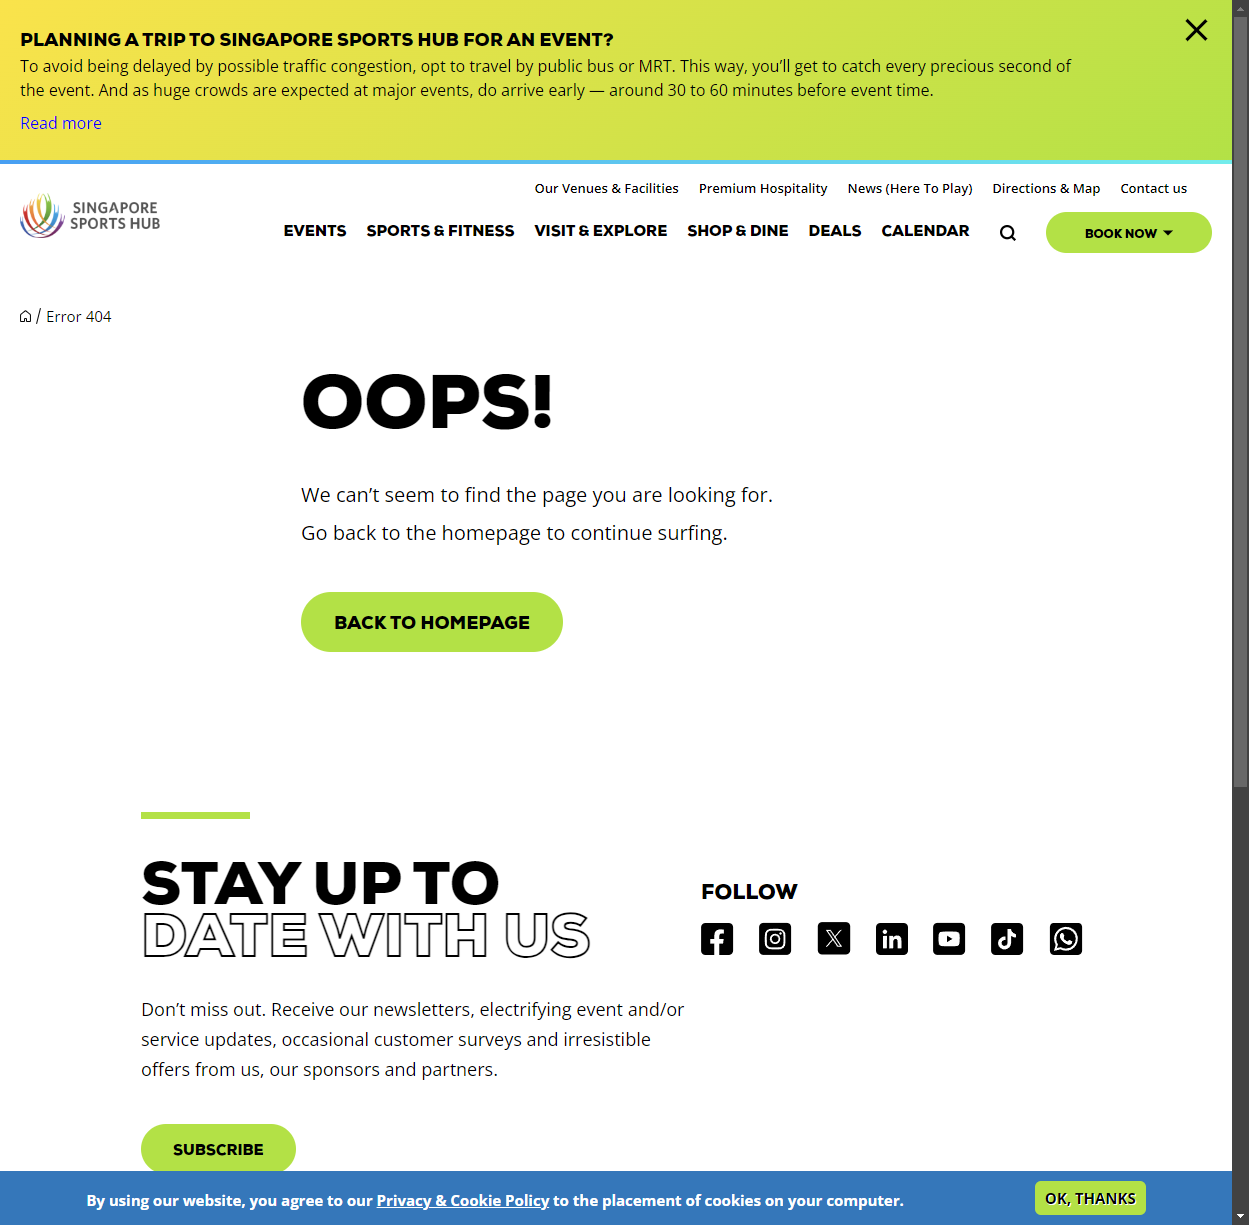 PLANNING A TRIP TO SINGAPORE SPORTS HUB FOR AN EVENT?
To avoid being delayed by possible traffic congestion, opt to travel by public bus or MRT. This way, you’ll get to catch every precious second of
the event. And as huge crowds are expected at major events, do arrive early — around 30 to 60 minutes before event time.
Read more
Our Venues & Facilities
Premium Hospitality
News (Here To Play)
Directions & Map
Contact us
SINGAPORE
SPORTS HUB
EVENTS
SPORTS & FITNESS
VISIT & EXPLORE
SHOP & DINE
DEALS
CALENDAR
BOOK NOW
/ Error 404
OOPS!
We can’t seem to find the page you are looking for.
Go back to the homepage to continue surfing.
BACK TO HOMEPAGE
STAY UP TO
DATE WITH US
FOLLOW
Don’t miss out. Receive our newsletters, electrifying event and/or
service updates, occasional customer surveys and irresistible
offers from us, our sponsors and partners.
SUBSCRIBE
By using our website, you agree to our Privacy & Cookie Policy to the placement of cookies on your computer.
OK, THANKS